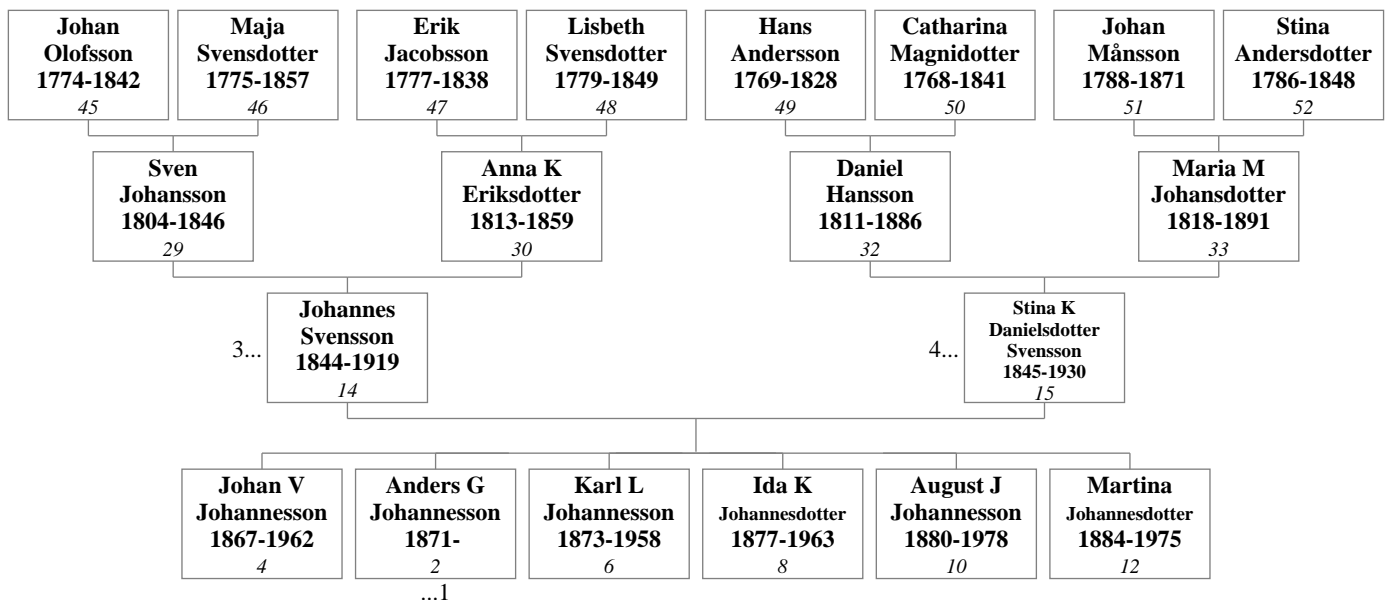 Johan
Olofsson
1774-1842
45
Maja
Svensdotter
1775-1857
46
Erik
Jacobsson
1777-1838
47
Lisbeth
Svensdotter
1779-1849
48
Hans
Andersson
1769-1828
49
Catharina
Magnidotter
1768-1841
50
Johan
Månsson
1788-1871
51
Stina
Andersdotter
1786-1848
52
Sven
Johansson
1804-1846
29
Anna K
Eriksdotter
1813-1859
30
Daniel
Hansson
1811-1886
32
Maria M
Johansdotter
1818-1891
33
3...
Johannes
Svensson
1844-1919
14
4...
Stina K
Danielsdotter
Svensson
1845-1930
15
Johan V
Johannesson
1867-1962
4
Anders G
Johannesson
1871-
2
...1
Karl L
Johannesson
1873-1958
6
Ida K
Johannesdotter
1877-1963
8
August J
Johannesson
1880-1978
10
Martina
Johannesdotter
1884-1975
12